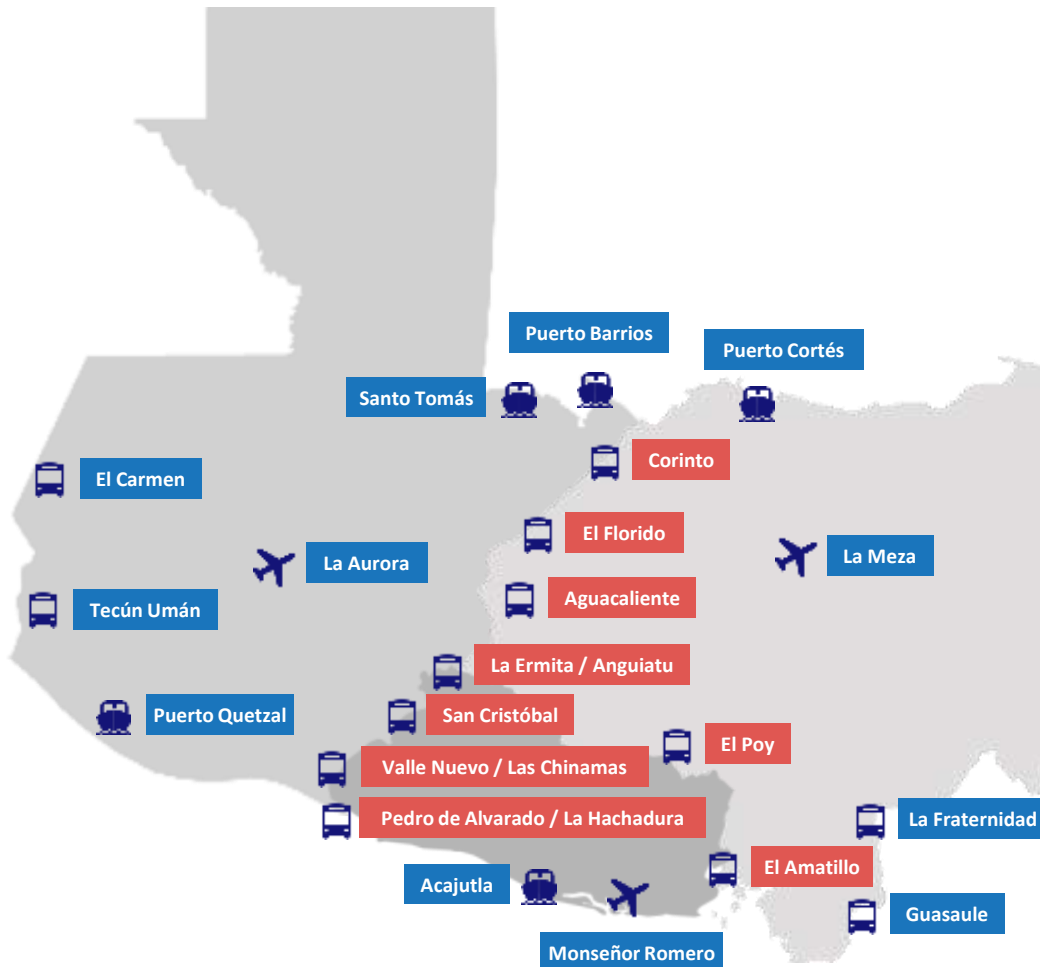 Puerto Barrios
Puerto Cortés
Santo Tomás
Corinto
El Carmen
El Florido
La Aurora
La Meza
Aguacaliente
Tecún Umán
La Ermita / Anguiatu
Puerto Quetzal
San Cristóbal
El Poy
Valle Nuevo / Las Chinamas
Pedro de Alvarado / La Hachadura
La Fraternidad
El Amatillo
Acajutla
Guasaule
Monseñor Romero